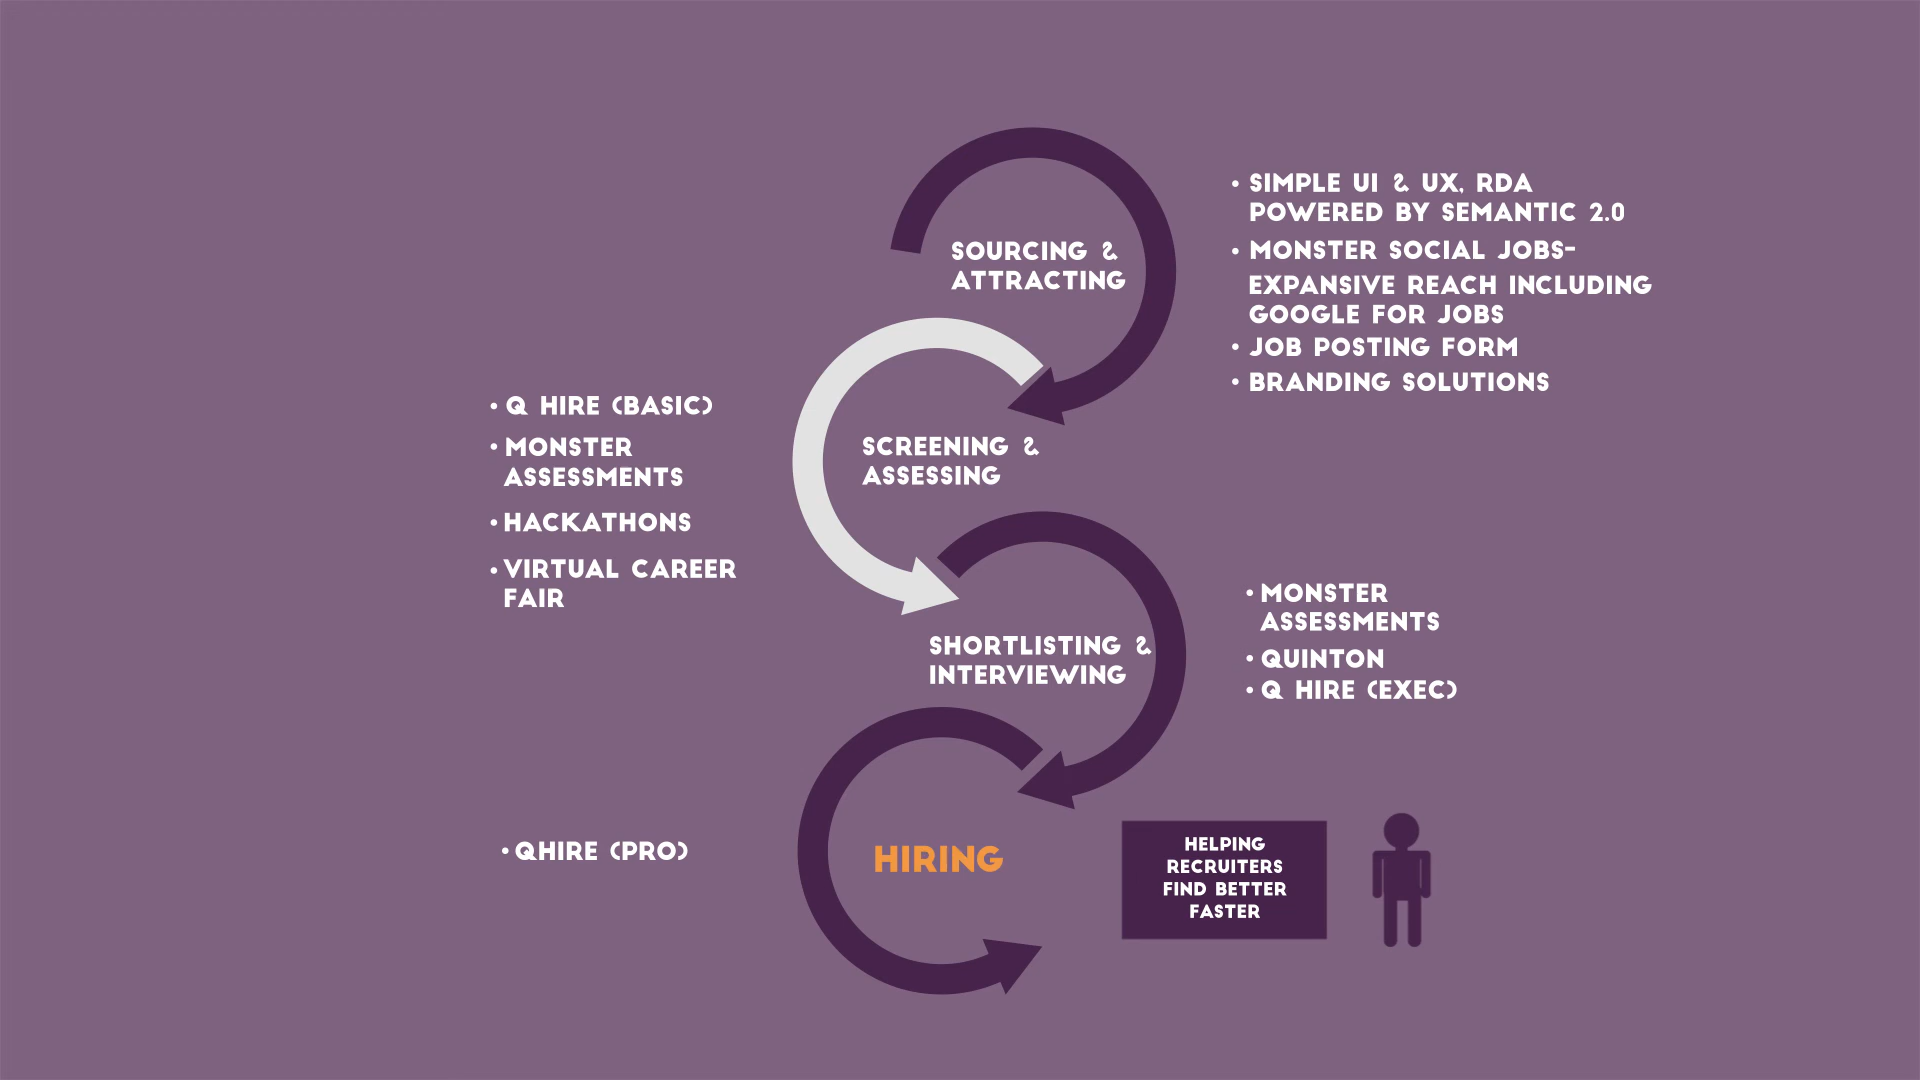 SOURCING &
ATTRACTING
• SIMPLE UI & UX, RDA
POWERED BY SEMANTIC 2.0
• MONSTER SOCIAL JOBS-
EXPANSIVE REACH INCLUDING
GOOGLE FOR JOBS
• JOB POSTING FORM
• BRANDING SOLUTIONS
SCREENING &
ASSESSING
• Q HIRE (BASIC)
• MONSTER
ASSESSMENTS
• HACKATHONS
• VIRTUAL CAREER
FAIR
SHORTLISTING &
INTERVIEWING
• MONSTER
ASSESSMENTS
• QUINTON
• Q HIRE (EXEC)
HIRING
• QHIRE (PRO)
HELPING
RECRUITERS
FIND BETTER
FASTER